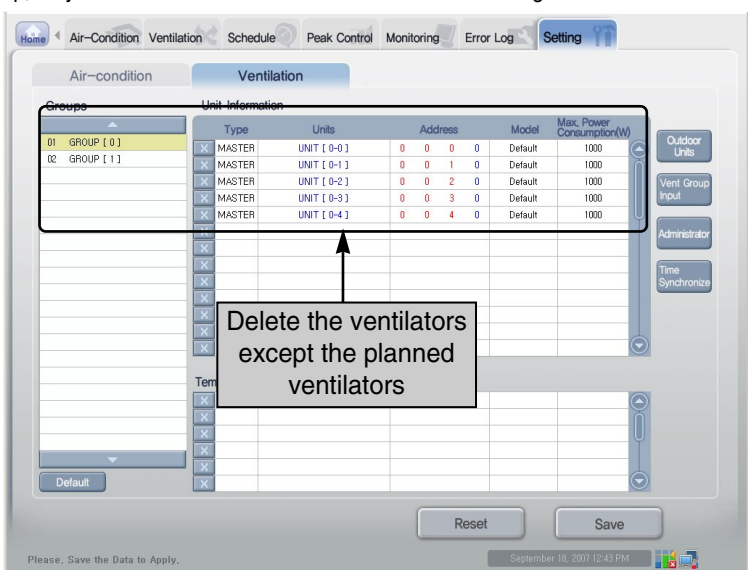 Home Air-Condition Ventilation Schedule Peak Control Monitoring Error Log Setting
Air-condition Ventilation
Groups Unit Information
Type Units Address Model Max. Power Consumption(W)
01 GROUP [ 0 ] X MASTER UNIT [ 0-0 ] 0 0 0 0 Default 1000
02 GROUP [ 1 ] X MASTER UNIT [ 0-1 ] 0 0 1 0 Default 1000
X MASTER UNIT [ 0-2 ] 0 0 2 0 Default 1000
X MASTER UNIT [ 0-3 ] 0 0 3 0 Default 1000
X MASTER UNIT [ 0-4 ] 0 0 4 0 Default 1000
X
X
X
X
X
X
X
X
Outdoor
Units
Vent Group
Input
Administrator
Time
Synchronize
Delete the ventilators
except the planned
ventilators
Tem
X
X
X
X
X
X
Default
Reset Save
Please, Save the Data to Apply.
September 18, 2007 12:43 PM